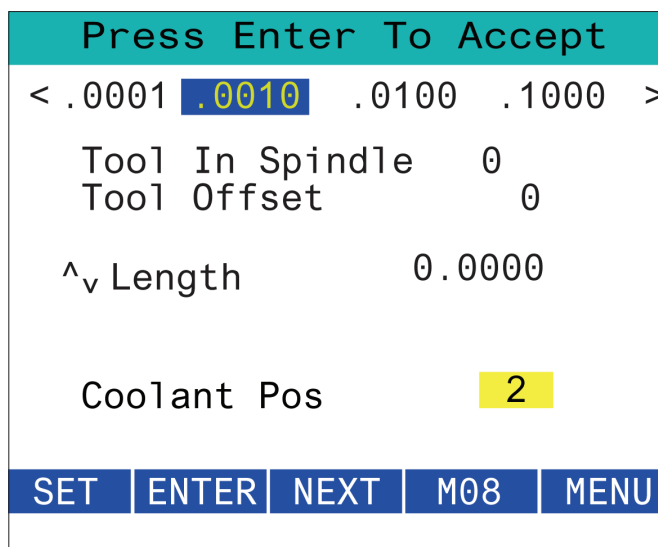 Press Enter To Accept
< .0001 .0010 .0100 .1000 >
Tool In Spindle 0
Tool Offset 0
^v Length 0.0000
Coolant Pos 2
SET ENTER NEXT M08 MENU